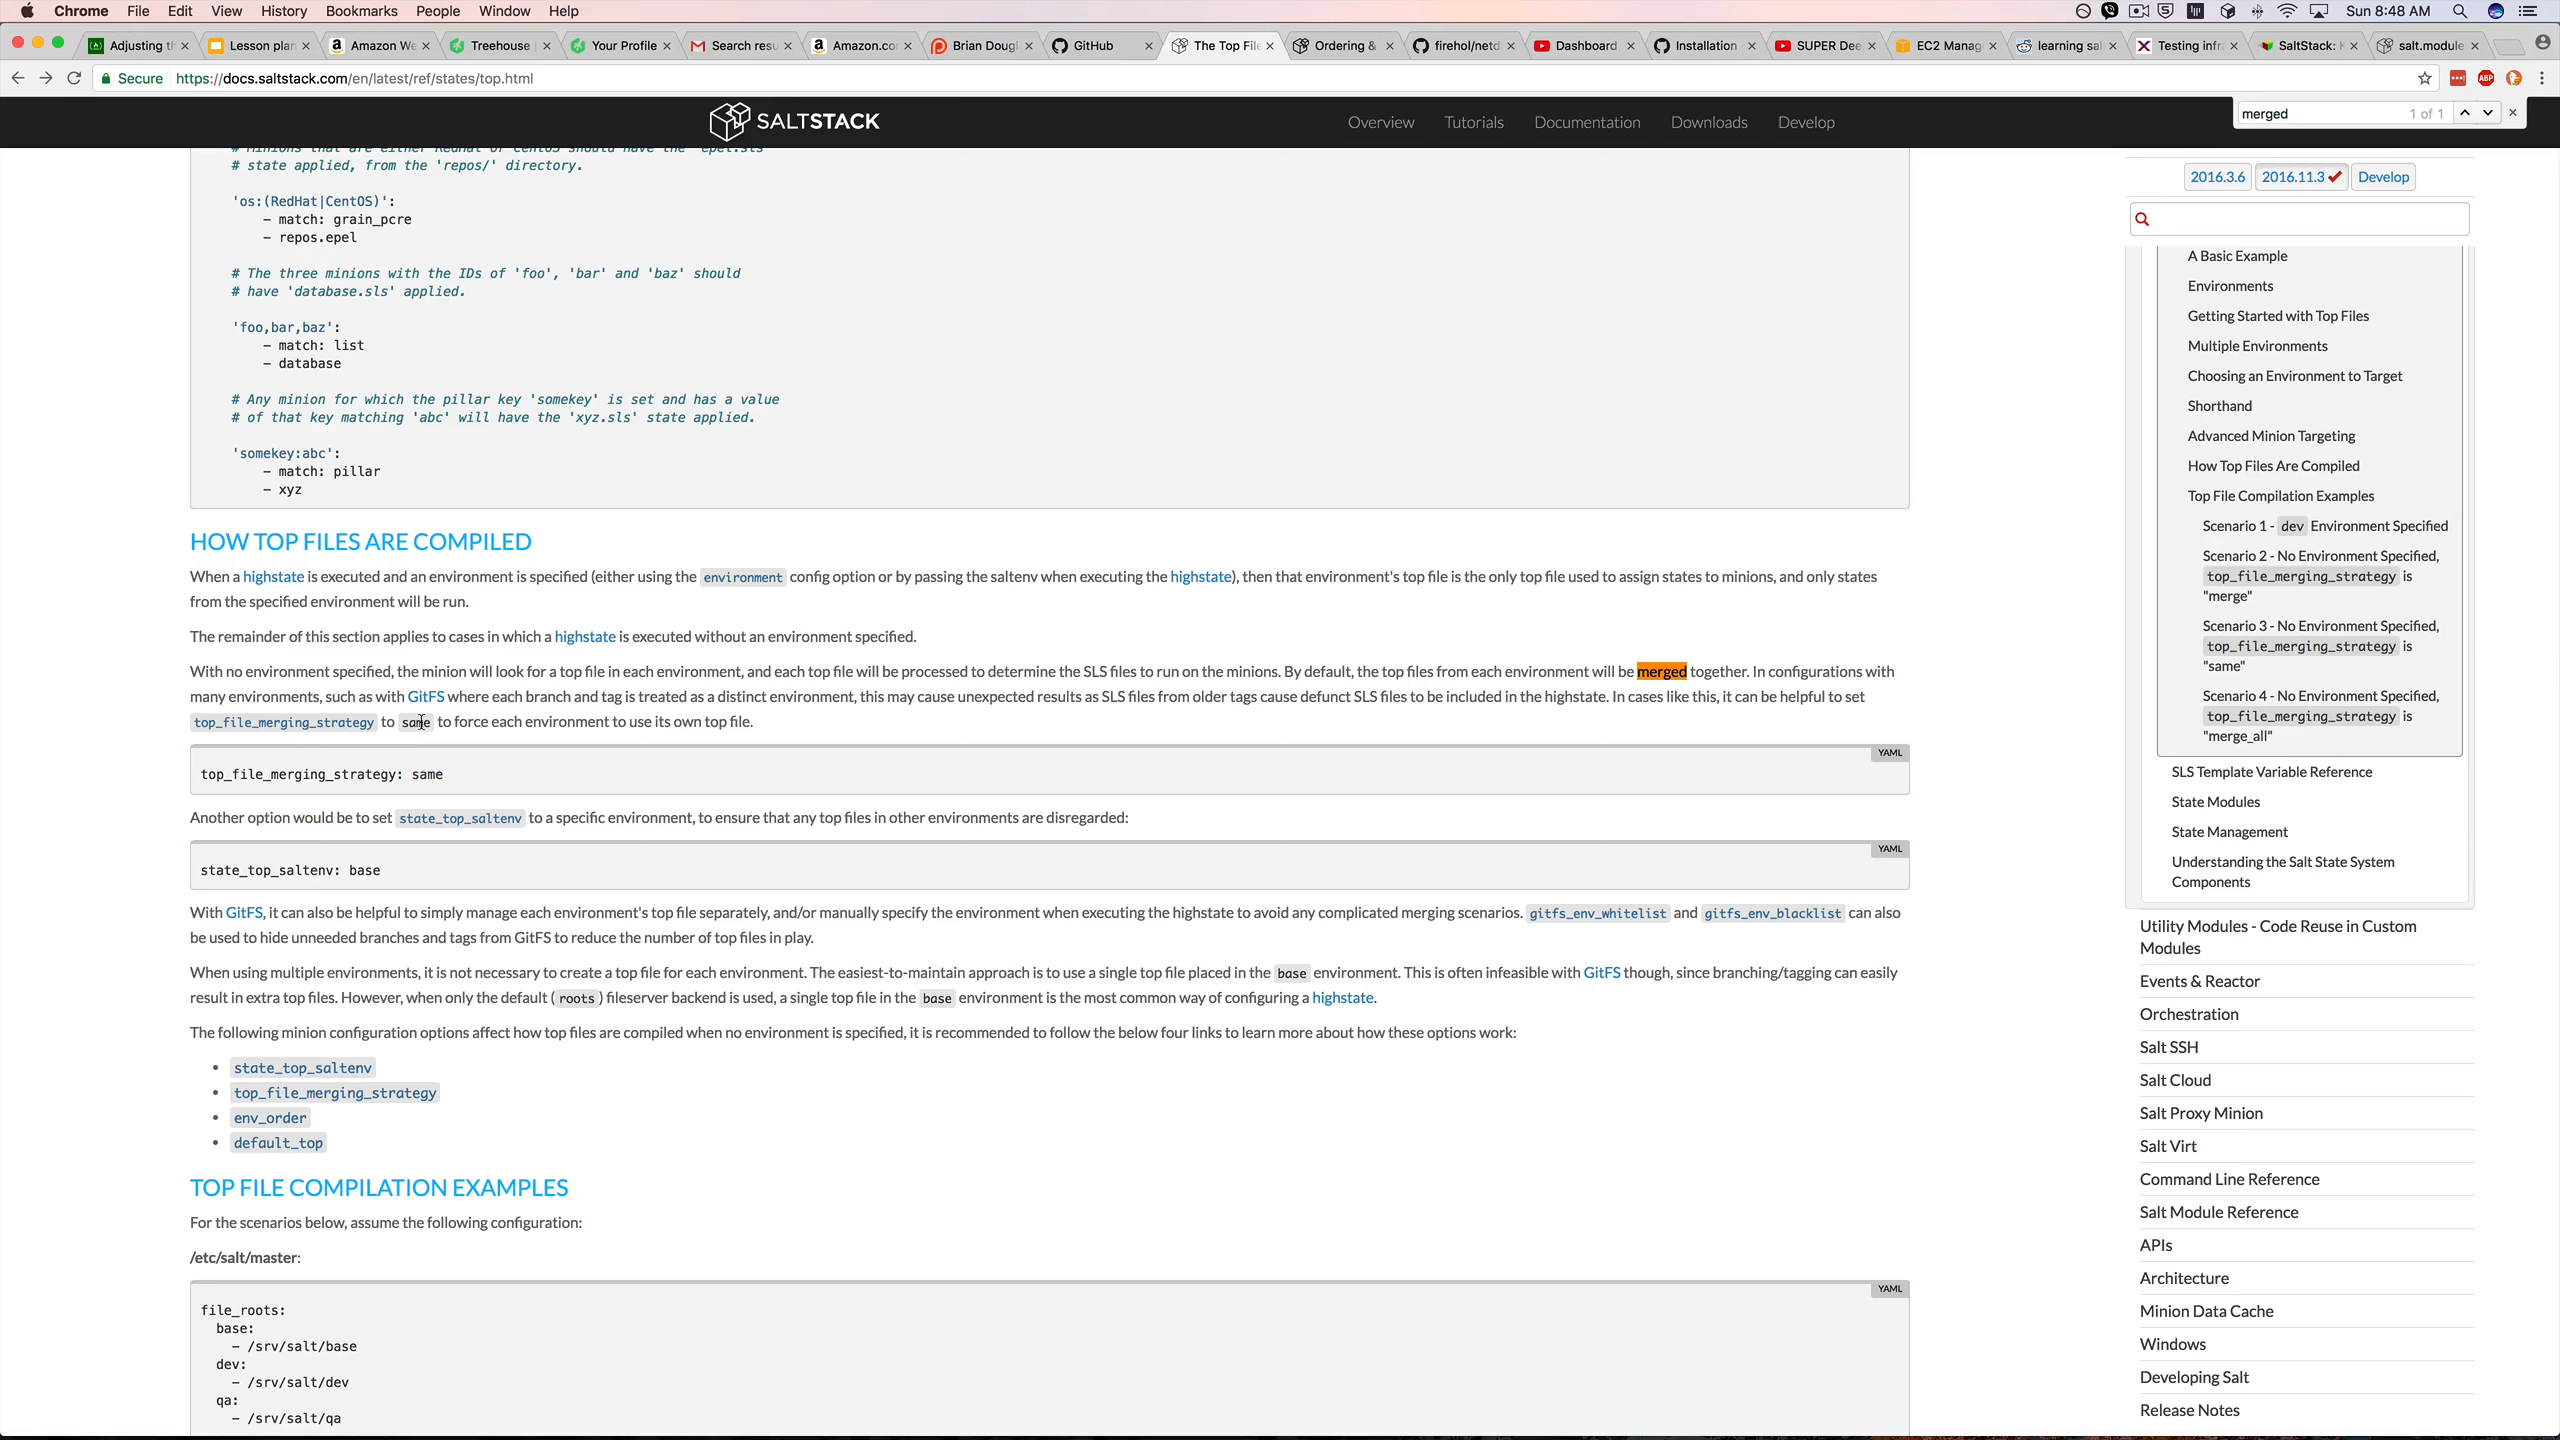 Chrome File Edit View History Bookmarks People Window Help Sun 8:48 AM
Adjusting th Lesson plan Amazon We Treehouse Your Profile Search resu Amazon.co Brian Doug GitHub The Top File Ordering & firehol/netd Dashboard Installation SUPER Dee EC2 Manag learning sal Testing infra SaltStack: K salt.module
Secure https://docs.saltstack.com/en/latest/ref/states/top.html
merged 1 of 1
SALTSTACK Overview Tutorials Documentation Downloads Develop
# Minions that are either RedHat or CentOS should have the 'epel.sls'
# state applied, from the 'repos/' directory.
'os:(RedHat|CentOS)':
- match: grain_pcre
- repos.epel
# The three minions with the IDs of 'foo', 'bar' and 'baz' should
# have 'database.sls' applied.
'foo,bar,baz':
- match: list
- database
# Any minion for which the pillar key 'somekey' is set and has a value
# of that key matching 'abc' will have the 'xyz.sls' state applied.
'somekey:abc':
- match: pillar
- xyz
HOW TOP FILES ARE COMPILED
When a highstate is executed and an environment is specified (either using the environment config option or by passing the saltenv when executing the highstate), then that environment's top file is the only top file used to assign states to minions, and only states
from the specified environment will be run.
The remainder of this section applies to cases in which a highstate is executed without an environment specified.
With no environment specified, the minion will look for a top file in each environment, and each top file will be processed to determine the SLS files to run on the minions. By default, the top files from each environment will be merged together. In configurations with
many environments, such as with GitFS where each branch and tag is treated as a distinct environment, this may cause unexpected results as SLS files from older tags cause defunct SLS files to be included in the highstate. In cases like this, it can be helpful to set
top_file_merging_strategy to same to force each environment to use its own top file.
YAML
top_file_merging_strategy: same
Another option would be to set state_top_saltenv to a specific environment, to ensure that any top files in other environments are disregarded:
YAML
state_top_saltenv: base
With GitFS, it can also be helpful to simply manage each environment's top file separately, and/or manually specify the environment when executing the highstate to avoid any complicated merging scenarios. gitfs_env_whitelist and gitfs_env_blacklist can also
be used to hide unneeded branches and tags from GitFS to reduce the number of top files in play.
When using multiple environments, it is not necessary to create a top file for each environment. The easiest-to-maintain approach is to use a single top file placed in the base environment. This is often infeasible with GitFS though, since branching/tagging can easily
result in extra top files. However, when only the default ( roots ) fileserver backend is used, a single top file in the base environment is the most common way of configuring a highstate.
The following minion configuration options affect how top files are compiled when no environment is specified, it is recommended to follow the below four links to learn more about how these options work:
• state_top_saltenv
• top_file_merging_strategy
• env_order
• default_top
TOP FILE COMPILATION EXAMPLES
For the scenarios below, assume the following configuration:
/etc/salt/master:
YAML
file_roots:
base:
- /srv/salt/base
dev:
- /srv/salt/dev
qa:
- /srv/salt/qa
2016.3.6 2016.11.3 Develop
A Basic Example
Environments
Getting Started with Top Files
Multiple Environments
Choosing an Environment to Target
Shorthand
Advanced Minion Targeting
How Top Files Are Compiled
Top File Compilation Examples
Scenario 1 - dev Environment Specified
Scenario 2 - No Environment Specified,
top_file_merging_strategy is
"merge"
Scenario 3 - No Environment Specified,
top_file_merging_strategy is
"same"
Scenario 4 - No Environment Specified,
top_file_merging_strategy is
"merge_all"
SLS Template Variable Reference
State Modules
State Management
Understanding the Salt State System
Components
Utility Modules - Code Reuse in Custom
Modules
Events & Reactor
Orchestration
Salt SSH
Salt Cloud
Salt Proxy Minion
Salt Virt
Command Line Reference
Salt Module Reference
APIs
Architecture
Minion Data Cache
Windows
Developing Salt
Release Notes